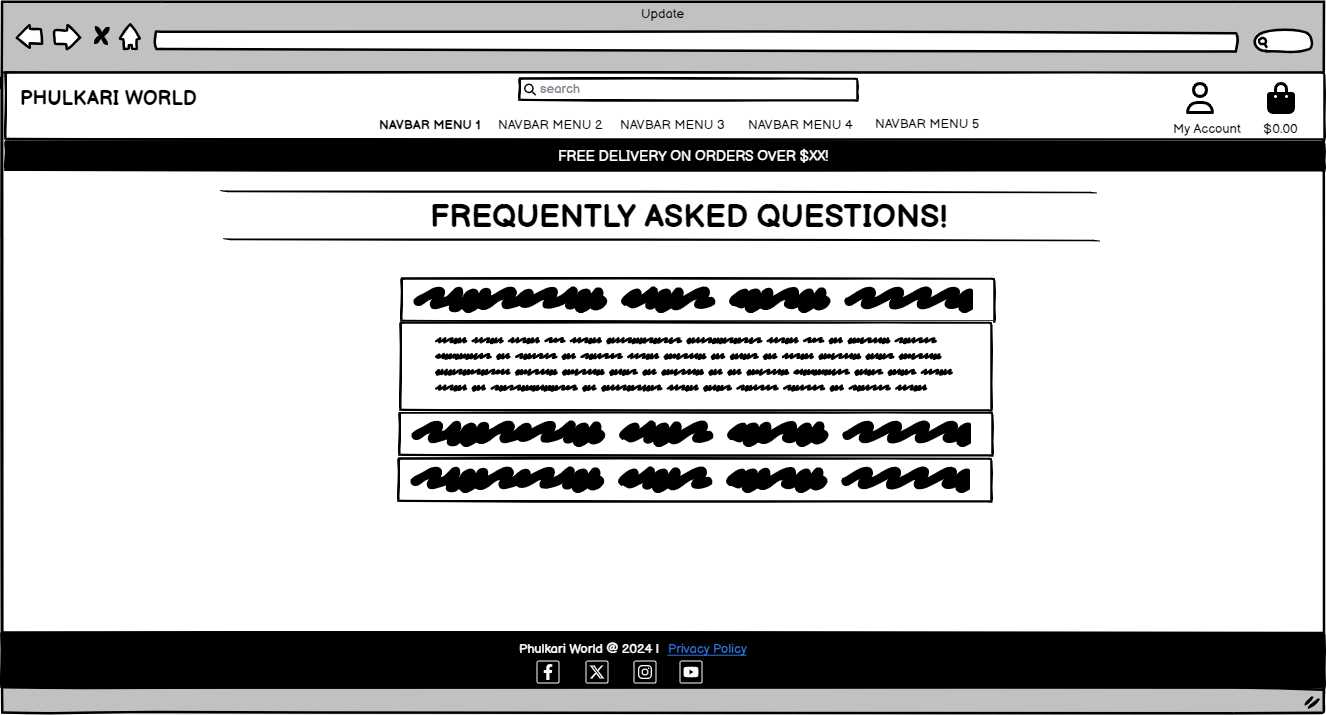 Update
search
PHULKARI WORLD
NAVBAR MENU 1 NAVBAR MENU 2 NAVBAR MENU 3 NAVBAR MENU 4 NAVBAR MENU 5
My Account $0.00
FREE DELIVERY ON ORDERS OVER $XX!
FREQUENTLY ASKED QUESTIONS!
Phulkari World @ 2024 | Privacy Policy